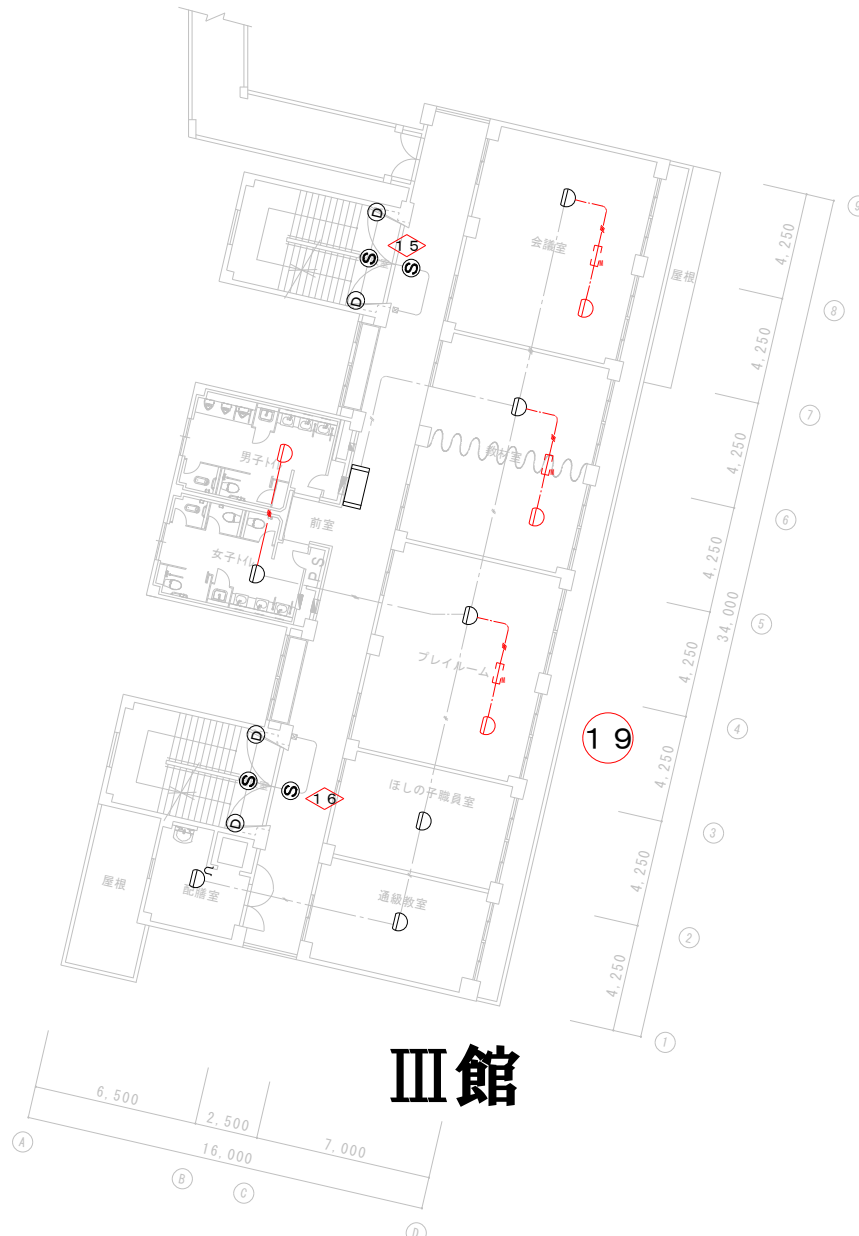 会議室
屋根
教材室
男子トイレ
前室
女子トイレ
PS
プレイルーム
ほしの子職員室
通級教室
配膳室
屋根
D
S
S
D
15
D
S
S
D
16
19
4,250
4,250
4,250
4,250
4,250
4,250
4,250
4,250
34,000
9
8
7
6
5
4
3
2
1
Ⅲ館
6,500
2,500
7,000
16,000
A
B
C
D